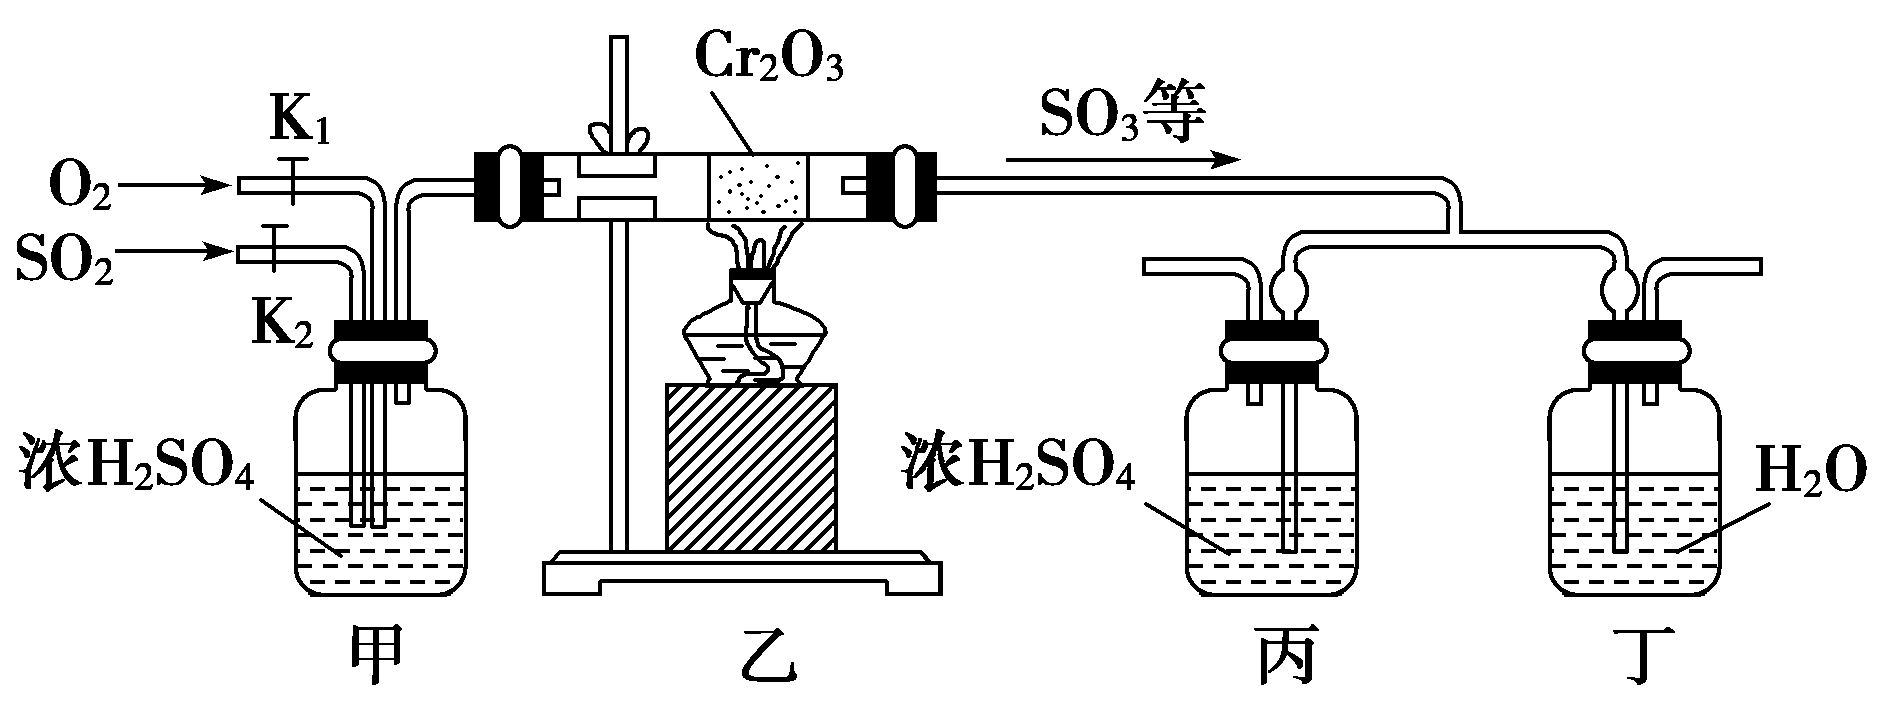 Cr₂O₃
K₁
SO₃等
O₂
SO₂
K₂
浓H₂SO₄
浓H₂SO₄
H₂O
甲
乙
丙
丁